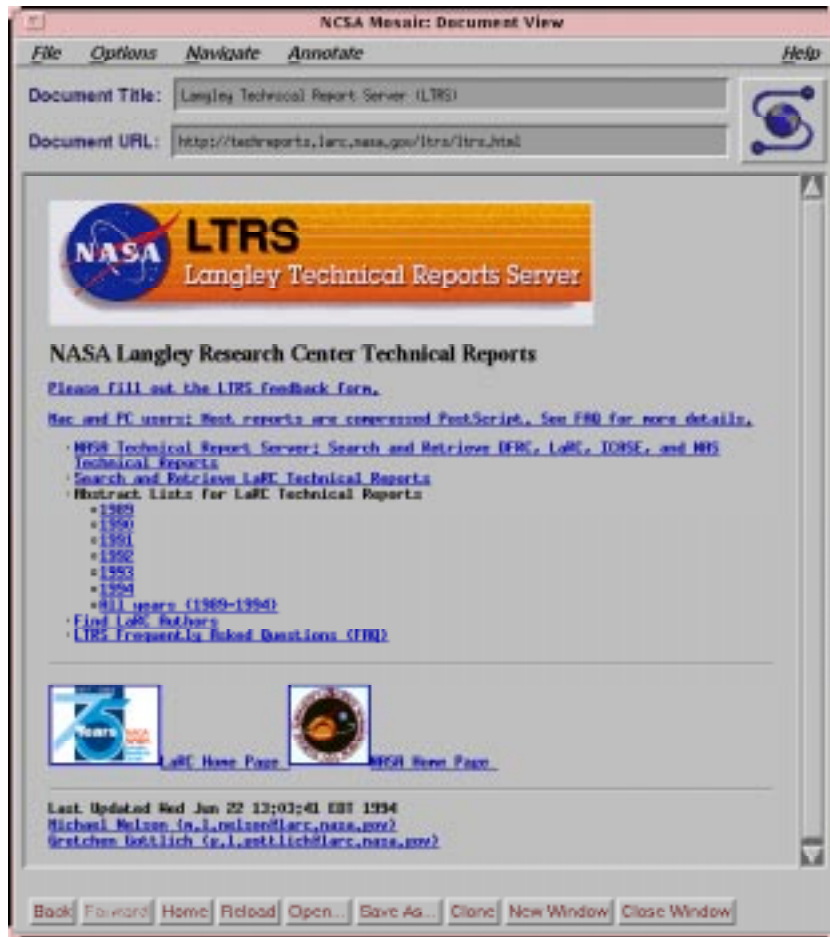 NCSA Mosaic: Document View
File Options Navigate Annotate Help
Document Title: Langley Technical Report Server (LTRS)
Document URL: http://techreports.larc.nasa.gov/ltrs/ltrs.html
NASA
LTRS
Langley Technical Reports Server
NASA Langley Research Center Technical Reports
Please fill out the LTRS feedback form.
Mac and PC users: Most reports are compressed PostScript. See FAQ for more details.
NASA Technical Report Server: Search and Retrieve DFRC, LaRC, ICASE, and NAS
Technical Reports
Search and Retrieve LaRC Technical Reports
Abstract Lists for LaRC Technical Reports
1989
1990
1991
1992
1993
1994
All years (1989-1994)
Find LaRC Authors
LTRS Frequently Asked Questions (FAQ)
75
Years
LaRC Home Page
NASA Home Page
Last Updated Wed Jun 22 13:03:41 EDT 1994
Michael Nelson (m.l.nelson@larc.nasa.gov)
Gretchen Gottlich (g.l.gottlich@larc.nasa.gov)
Back Forward Home Reload Open... Save As... Clone New Window Close Window